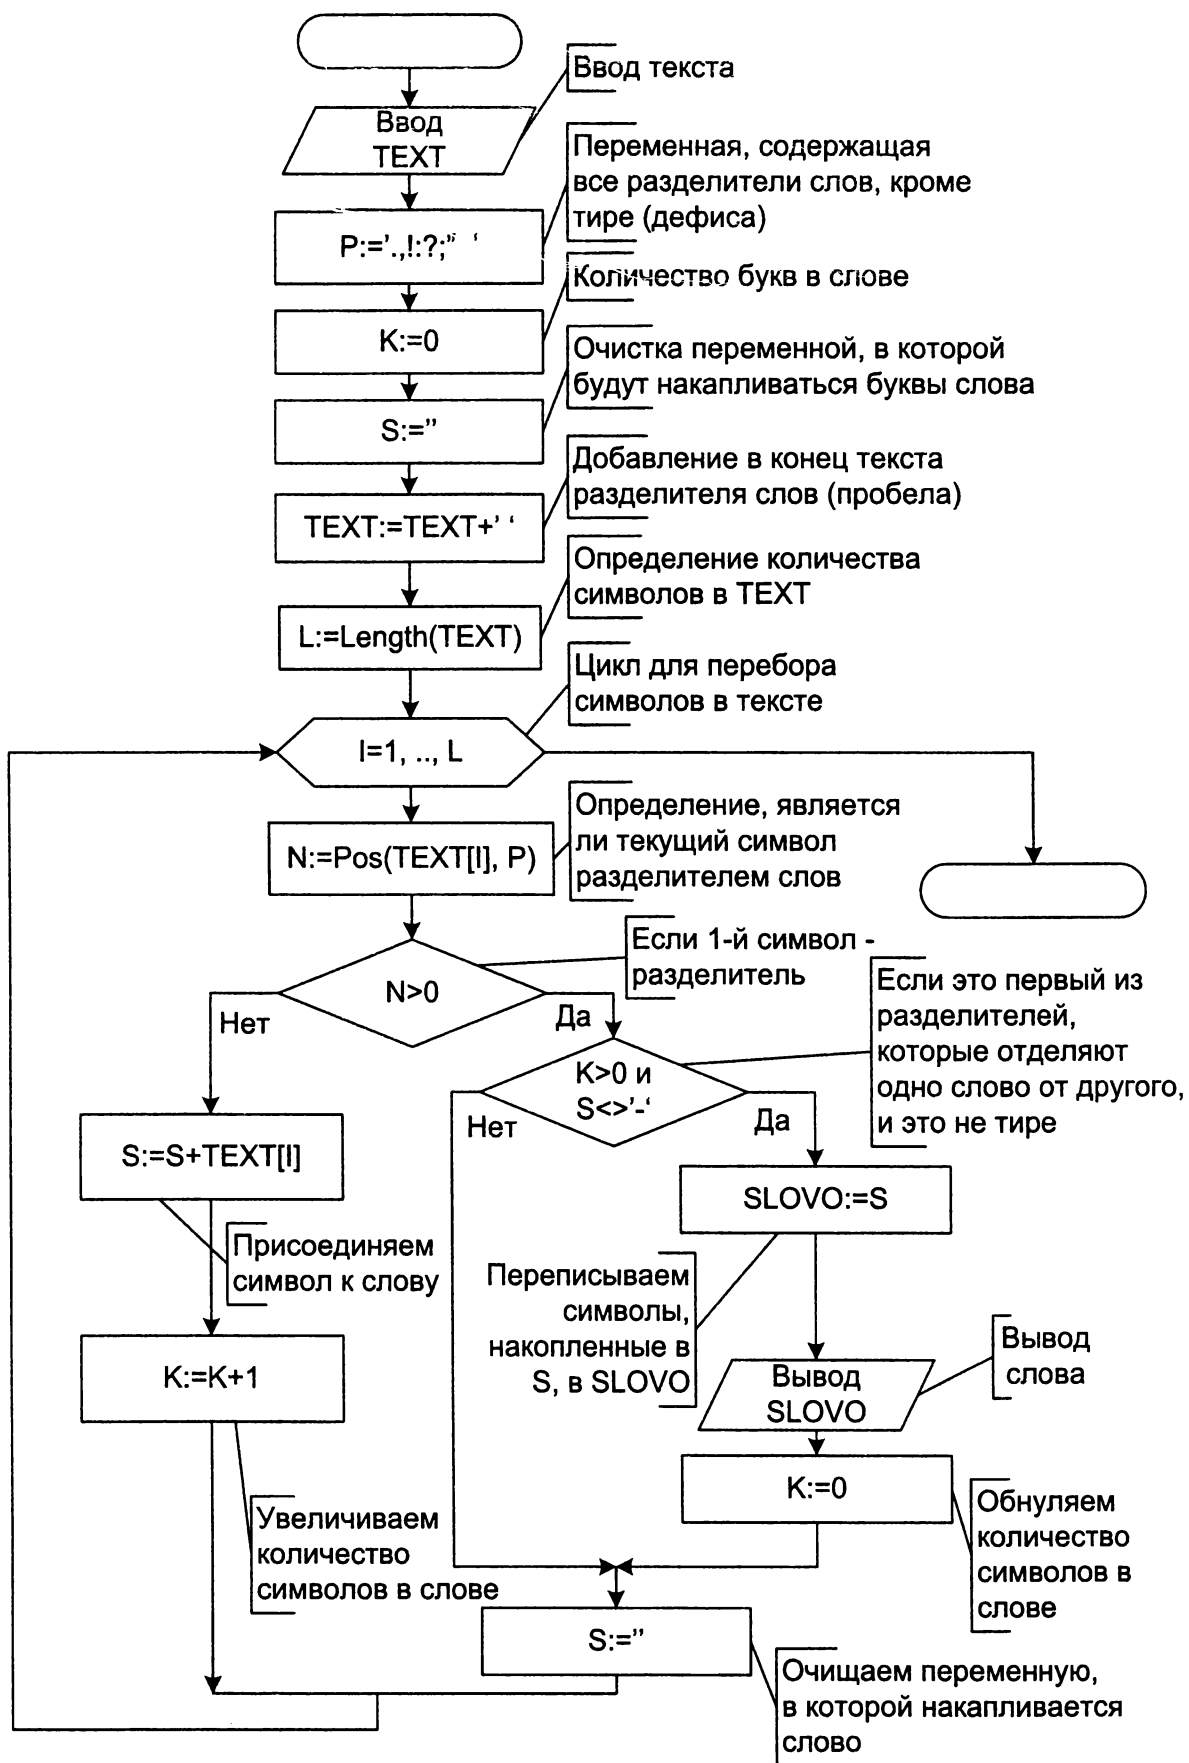 Ввод текста
Ввод
TEXT
Переменная, содержащая
все разделители слов, кроме
тире (дефиса)
P:='.,!:?;" ‘
Количество букв в слове
K:=0
Очистка переменной, в которой
будут накапливаться буквы слова
S:=”
Добавление в конец текста
разделителя слов (пробела)
TEXT:=TEXT+’ ‘
Определение количества
символов в TEXT
L:=Length(TEXT)
Цикл для перебора
символов в тексте
I=1, .., L
Определение, является
ли текущий символ
разделителем слов
N:=Pos(TEXT[I], P)
Если 1-й символ -
разделитель
N>0
Нет
Да
Если это первый из
разделителей,
которые отделяют
одно слово от другого,
и это не тире
K>0 и
S<>’-‘
Нет
Да
S:=S+TEXT[I]
SLOVO:=S
Присоединяем
символ к слову
Переписываем
символы,
накопленные в
S, в SLOVO
K:=K+1
Вывод
SLOVO
Вывод
слова
K:=0
Увеличиваем
количество
символов в слове
Обнуляем
количество
символов в
слове
S:=”
Очищаем переменную,
в которой накапливается
слово